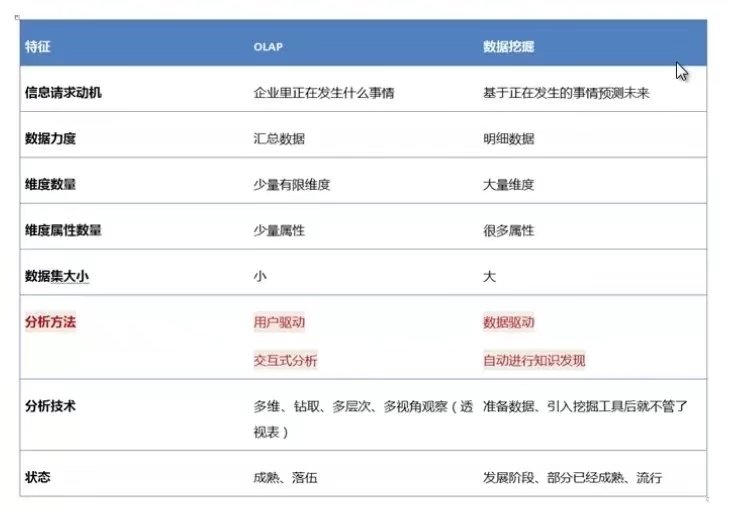 特征 OLAP 数据挖掘
信息请求动机 企业里正在发生什么事情 基于正在发生的事情预测未来
数据力度 汇总数据 明细数据
维度数量 少量有限维度 大量维度
维度属性数量 少量属性 很多属性
数据集大小 小 大
分析方法 用户驱动 数据驱动
交互式分析 自动进行知识发现
分析技术 多维、钻取、多层次、多视角观察（透 准备数据、引入挖掘工具后就不管了
视表）
状态 成熟、落伍 发展阶段、部分已经成熟、流行